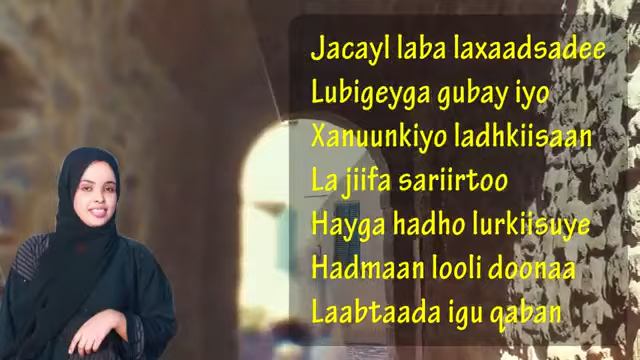 Jacayl laba laxaadsadee
Lubigeyga gubay iyo
Xanuunkiyo ladhkiisaan
La jiifa sariirtoo
Hayga hadho lurkiisuye
Hadmaan looli doonaa
Laabtaada igu qaban